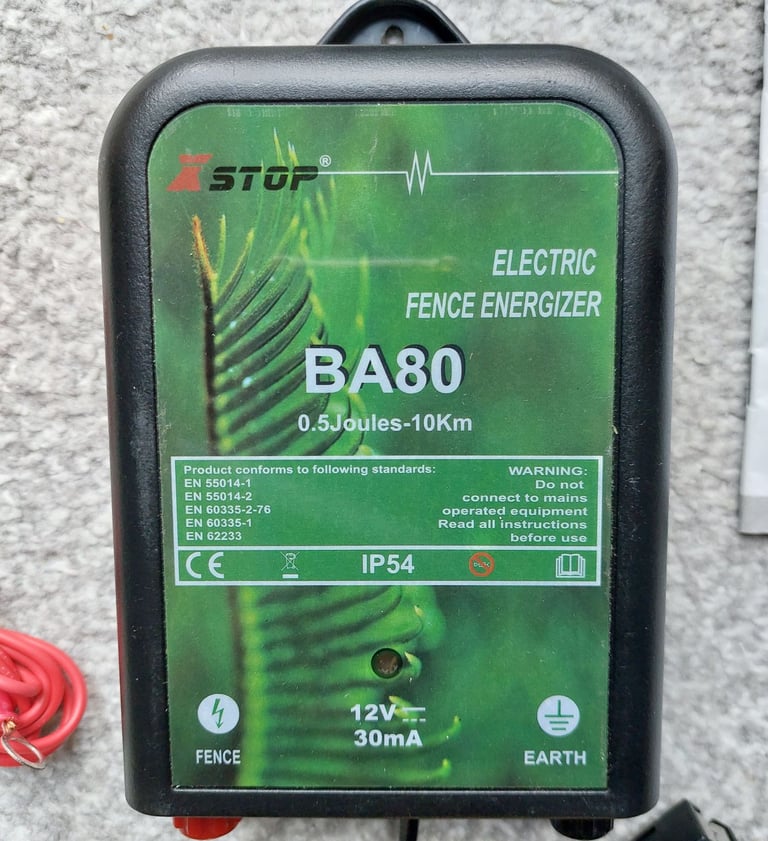 XSTOP®
ELECTRIC
FENCE ENERGIZER
BA80
0.5Joules-10Km
Product conforms to following standards:
EN 55014-1
EN 55014-2
EN 60335-2-76
EN 60335-1
EN 62233
WARNING:
Do not
connect to mains
operated equipment
Read all instructions
before use
CE
IP54
12V
30mA
FENCE
EARTH